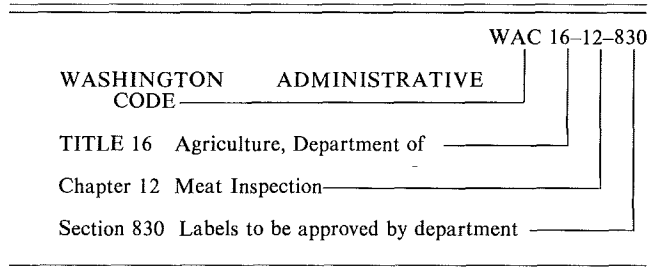 WAC 16–12–830
WASHINGTON ADMINISTRATIVE
CODE
TITLE 16 Agriculture, Department of
Chapter 12 Meat Inspection
Section 830 Labels to be approved by department